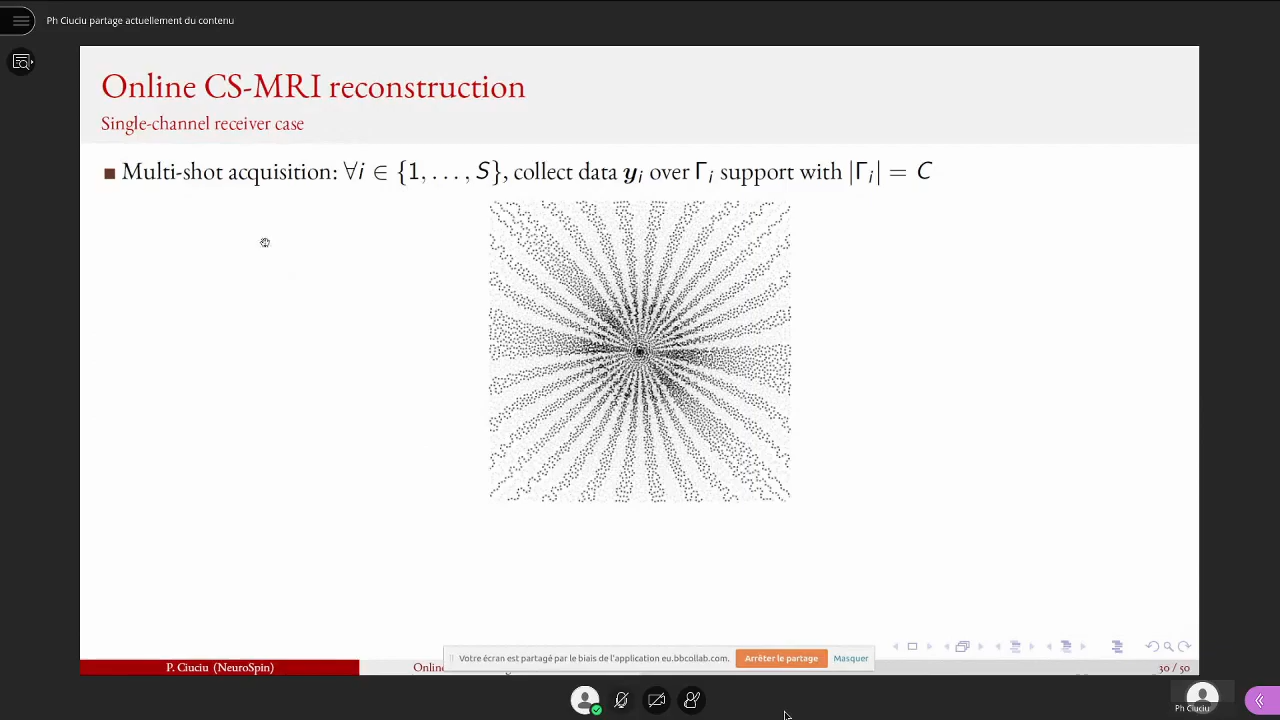 Ph Ciuciu partage actuellement du contenu
Online CS-MRI reconstruction
Single-channel receiver case
Multi-shot acquisition: ∀i ∈ {1, . . . , S}, collect data yᵢ over Γᵢ support with |Γᵢ| = C
Votre écran est partagé par le biais de l'application eu.bbcollab.com.
Arrêter le partage
Masquer
P. Ciuciu (NeuroSpin)
30 / 50
Ph Ciuciu